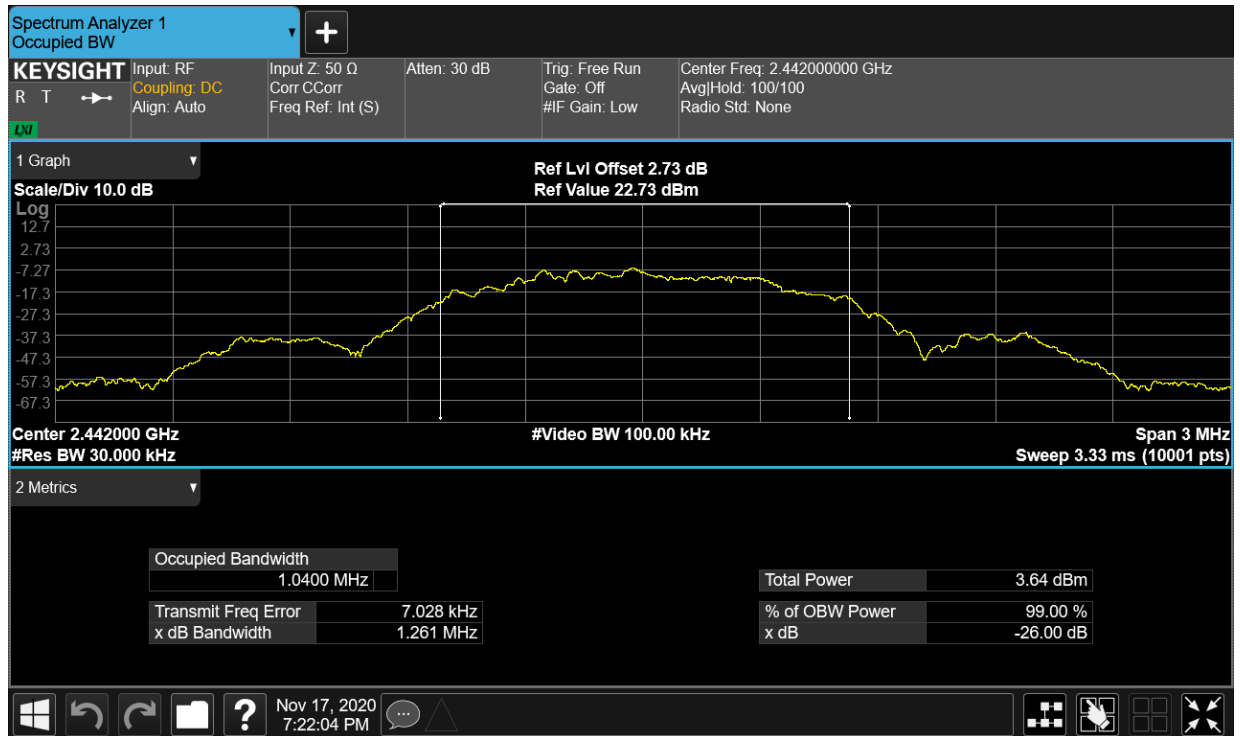 Spectrum Analyzer 1
Occupied BW
KEYSIGHT
R T
LXI
Input: RF
Coupling: DC
Align: Auto
Input Z: 50 Ω
Corr CCorr
Freq Ref: Int (S)
Atten: 30 dB
Trig: Free Run
Gate: Off
#IF Gain: Low
Center Freq: 2.442000000 GHz
Avg|Hold: 100/100
Radio Std: None
1 Graph
Scale/Div 10.0 dB
Ref Lvl Offset 2.73 dB
Ref Value 22.73 dBm
Log
12.7
2.73
-7.27
-17.3
-27.3
-37.3
-47.3
-57.3
-67.3
Center 2.442000 GHz
#Video BW 100.00 kHz
Span 3 MHz
#Res BW 30.000 kHz
Sweep 3.33 ms (10001 pts)
2 Metrics
Occupied Bandwidth
1.0400 MHz
Total Power 3.64 dBm
Transmit Freq Error 7.028 kHz
% of OBW Power 99.00 %
x dB Bandwidth 1.261 MHz
x dB -26.00 dB
?
Nov 17, 2020
7:22:04 PM